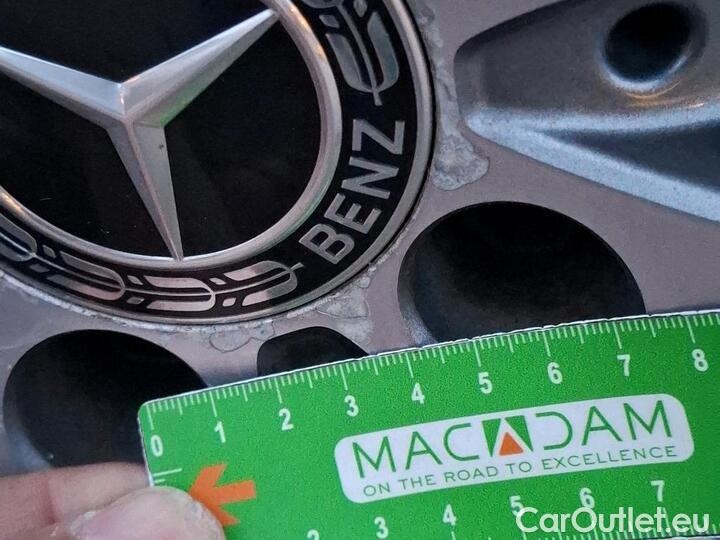 BENZ
0 1 2 3 4 5 6 7 8
MACADAM
ON THE ROAD TO EXCELLENCE
2 3 4 5 6 7
CarOutlet.eu